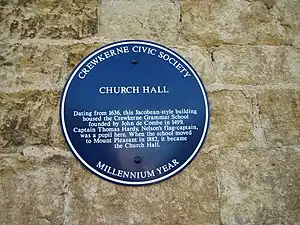 CREWKERNE CIVIC SOCIETY
CHURCH HALL
Dating from 1636, this Jacobean-style building
housed the Crewkerne Grammar School
founded by John de Combe in 1499.
Captain Thomas Hardy, Nelson's flag-captain,
was a pupil here. When the school moved
to Mount Pleasant in 1882, it became
the Church Hall.
MILLENNIUM YEAR